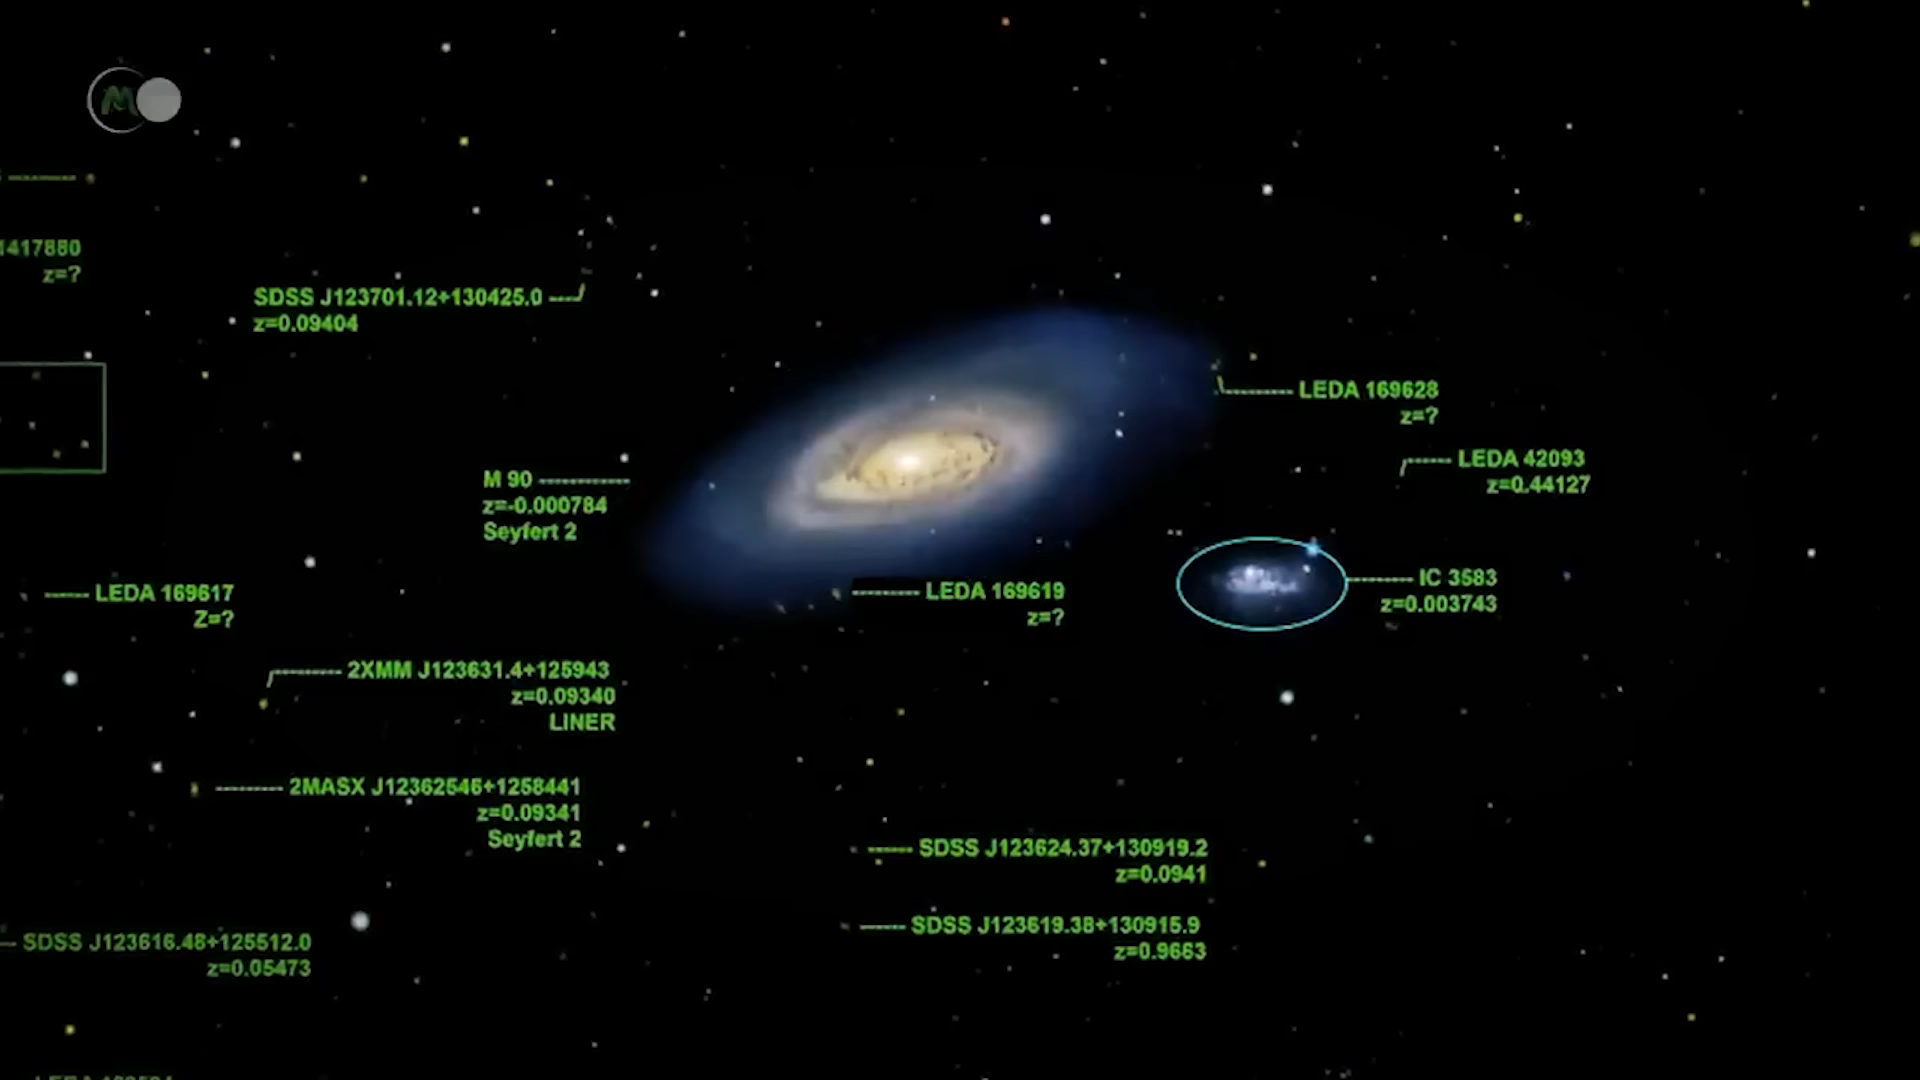 M
1417880
z=?
SDSS J123701.12+130425.0
z=0.09404
LEDA 169628
z=?
LEDA 42093
z=0.44127
M 90
z=-0.000784
Seyfert 2
IC 3583
z=0.003743
LEDA 169617
Z=?
LEDA 169619
z=?
2XMM J123631.4+125943
z=0.09340
LINER
2MASX J12362546+1258441
z=0.09341
Seyfert 2
SDSS J123624.37+130919.2
z=0.0941
SDSS J123619.38+130915.9
z=0.9663
SDSS J123616.48+125512.0
z=0.05473